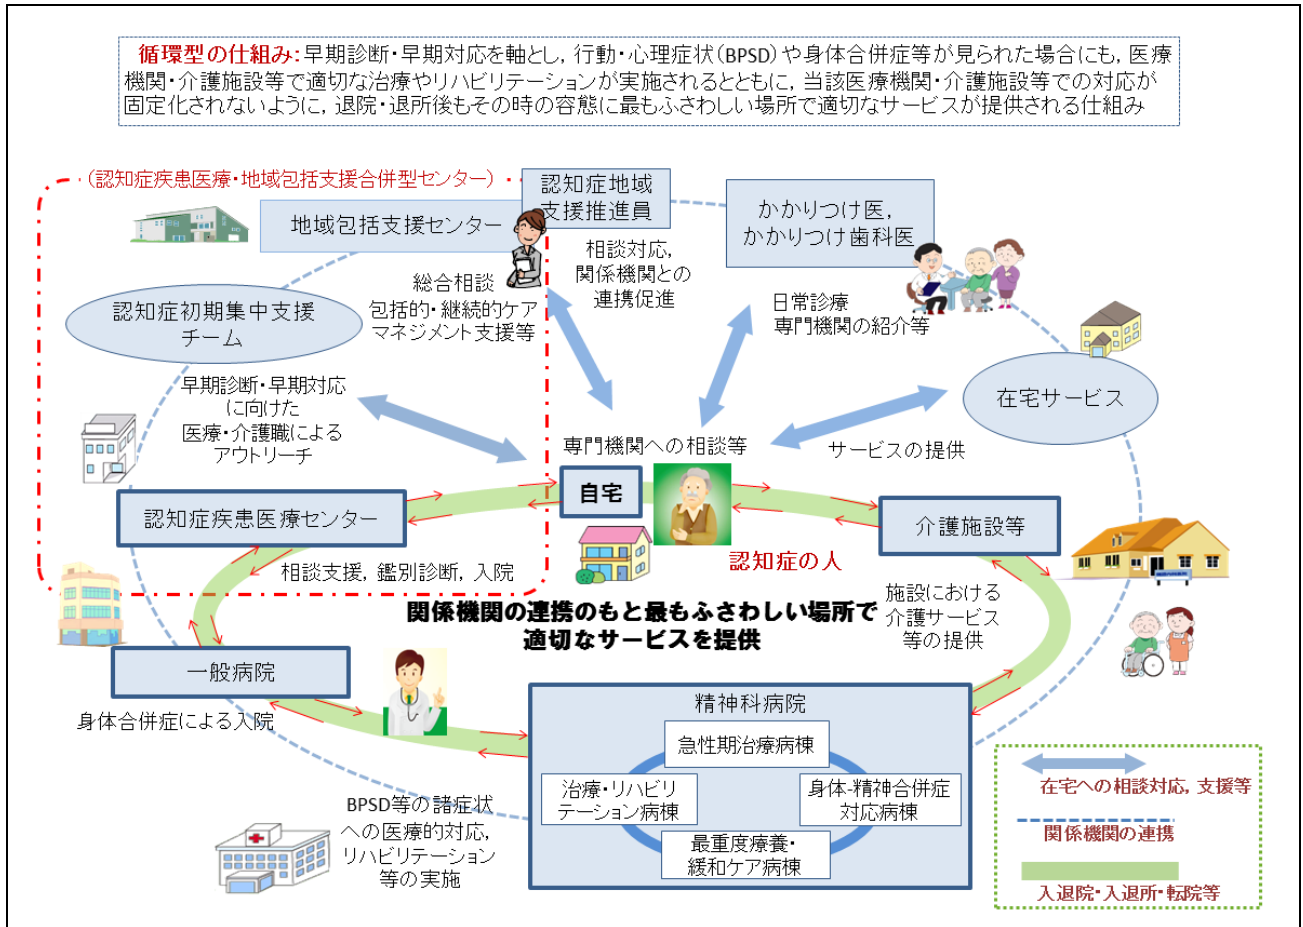 循環型の仕組み：早期診断・早期対応を軸とし，行動・心理症状（BPSD）や身体合併症等が見られた場合にも，医療
機関・介護施設等で適切な治療やリハビリテーションが実施されるとともに，当該医療機関・介護施設等での対応が
固定化されないように，退院・退所後もその時の容態に最もふさわしい場所で適切なサービスが提供される仕組み
（認知症疾患医療・地域包括支援合併型センター）
認知症地域
支援推進員
地域包括支援センター
かかりつけ医，
かかりつけ歯科医
相談対応，
関係機関との
連携促進
総合相談
包括的・継続的ケア
マネジメント支援等
日常診療
専門機関の紹介等
認知症初期集中支援
チーム
在宅サービス
早期診断・早期対応
に向けた
医療・介護職による
アウトリーチ
専門機関への相談等
サービスの提供
自宅
認知症疾患医療センター
介護施設等
認知症の人
相談支援，鑑別診断，入院
施設における
介護サービス
等の提供
関係機関の連携のもと最もふさわしい場所で
適切なサービスを提供
一般病院
身体合併症による入院
精神科病院
急性期治療病棟
治療・リハビリ
テーション病棟
身体-精神合併症
対応病棟
最重度療養・
緩和ケア病棟
BPSD等の諸症状
への医療的対応，
リハビリテーション
等の実施
在宅への相談対応，支援等
関係機関の連携
入退院・入退所・転院等